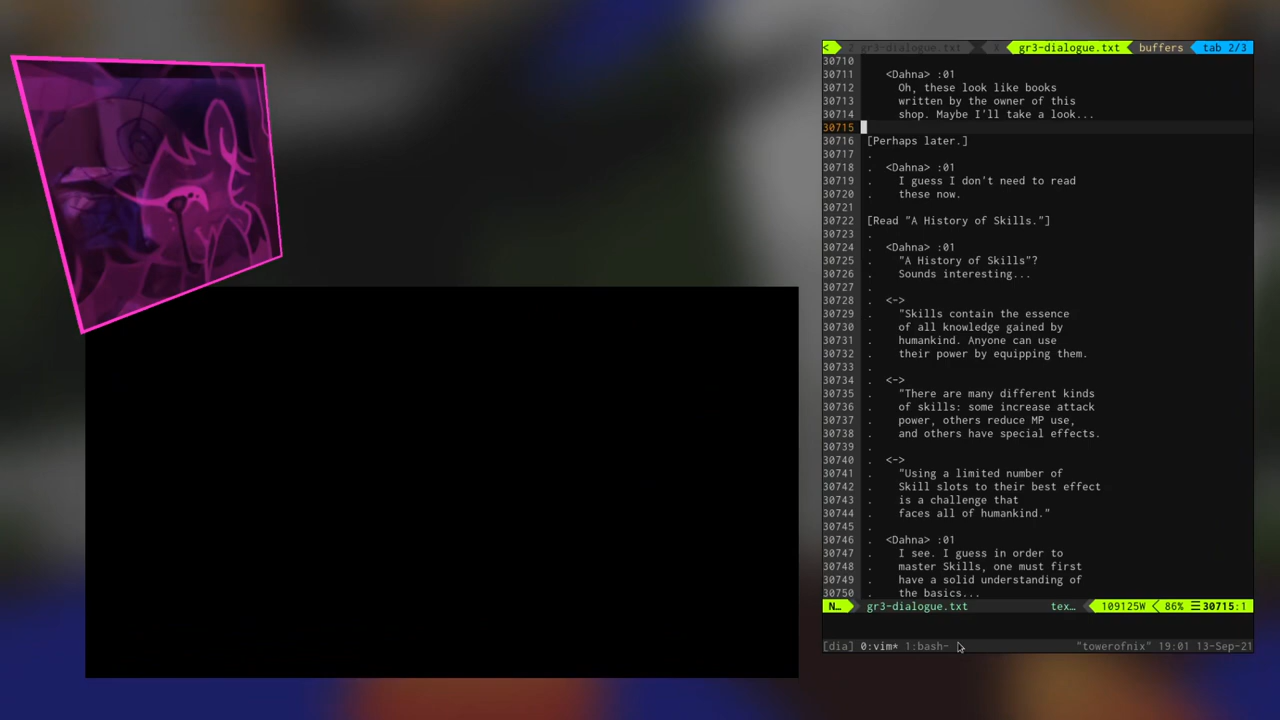 < 2 gr3-dialogue.txt # gr3-dialogue.txt buffers tab 2/3
30710
30711 <Dahna> :01
30712 Oh, these look like books
30713 written by the owner of this
30714 shop. Maybe I'll take a look...
30715
30716 [Perhaps later.]
30717 .
30718 . <Dahna> :01
30719 . I guess I don't need to read
30720 . these now.
30721
30722 [Read "A History of Skills."]
30723 .
30724 . <Dahna> :01
30725 . "A History of Skills"?
30726 . Sounds interesting...
30727 .
30728 . <->
30729 . "Skills contain the essence
30730 . of all knowledge gained by
30731 . humankind. Anyone can use
30732 . their power by equipping them.
30733 .
30734 . <->
30735 . "There are many different kinds
30736 . of skills: some increase attack
30737 . power, others reduce MP use,
30738 . and others have special effects.
30739 .
30740 . <->
30741 . "Using a limited number of
30742 . Skill slots to their best effect
30743 . is a challenge that
30744 . faces all of humankind."
30745 .
30746 . <Dahna> :01
30747 . I see. I guess in order to
30748 . master Skills, one must first
30749 . have a solid understanding of
30750 . the basics...
N… gr3-dialogue.txt tex… 109125W < 86% ☰30715:1
[dia] 0:vim* 1:bash- "towerofnix" 19:01 13-Sep-21